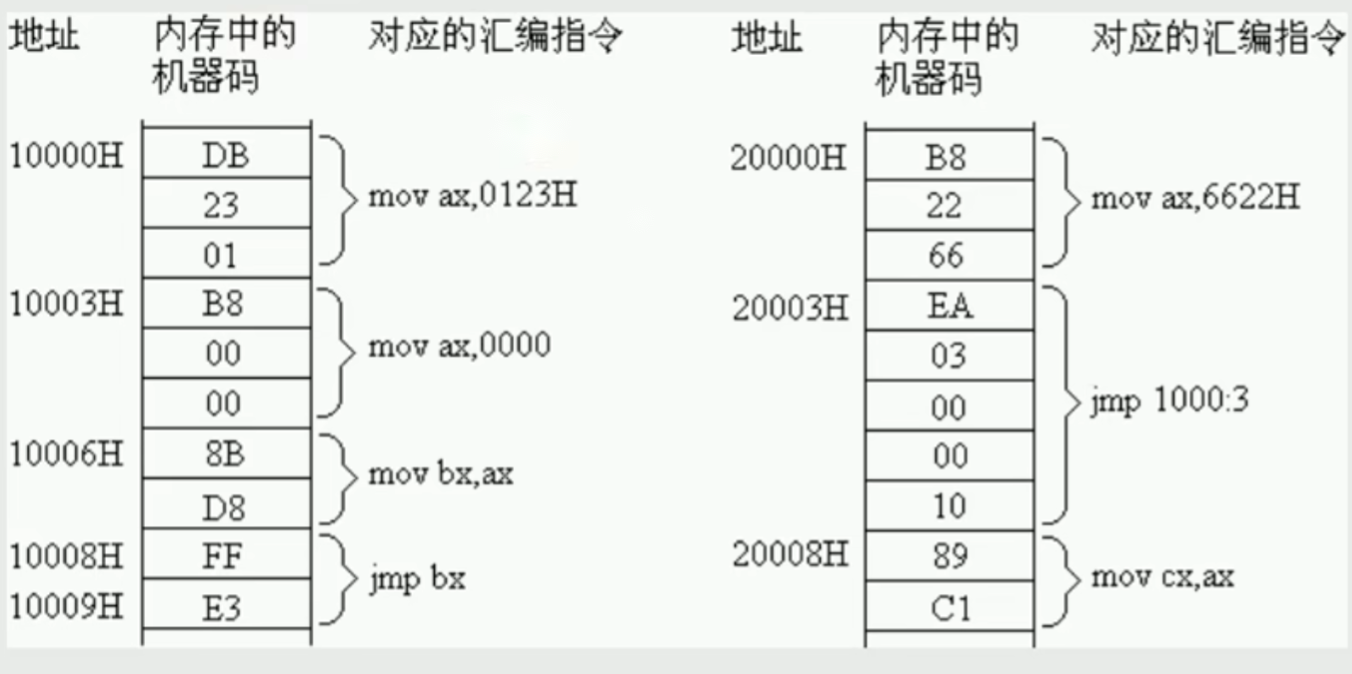 地址 内存中的 对应的汇编指令 地址 内存中的 对应的汇编指令
机器码 机器码
10000H DB 20000H B8
mov ax,0123H mov ax,6622H
23 22
01 66
10003H B8 20003H EA
mov ax,0000
00 03
00 jmp 1000:3 00
10006H 8B 00
mov bx,ax
D8 10
10008H FF 20008H 89
jmp bx mov cx,ax
10009H E3 C1